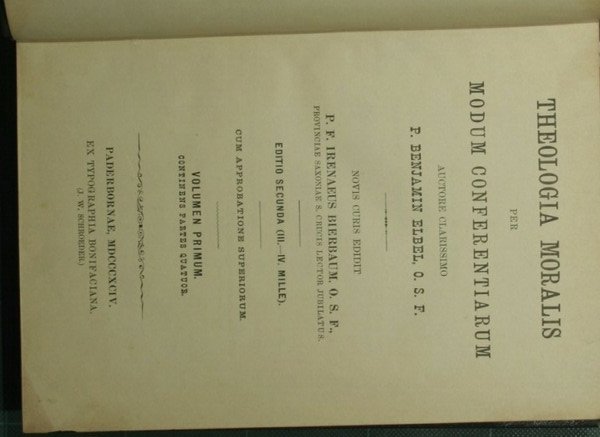 THEOLOGIA MORALIS
PER
MODUM CONFERENTIARUM
AUCTORE CLARISSIMO
P. BENJAMIN ELBEL, O. S. F.
NOVIS CURIS EDIDIT
P. F. IRENAEUS BIERBAUM, O. S. F.,
PROVINCIAE SAXONIAE S. CRUCIS LECTOR JUBILATUS.
EDITIO SECUNDA (III.—IV. MILLE).
CUM APPROBATIONE SUPERIORUM.
VOLUMEN PRIMUM.
CONTINENS PARTES QUATUOR.
PADERBORNAE, MDCCCXCIV.
EX TYPOGRAPHIA BONIFACIANA.
(J. W. SCHROEDER.)